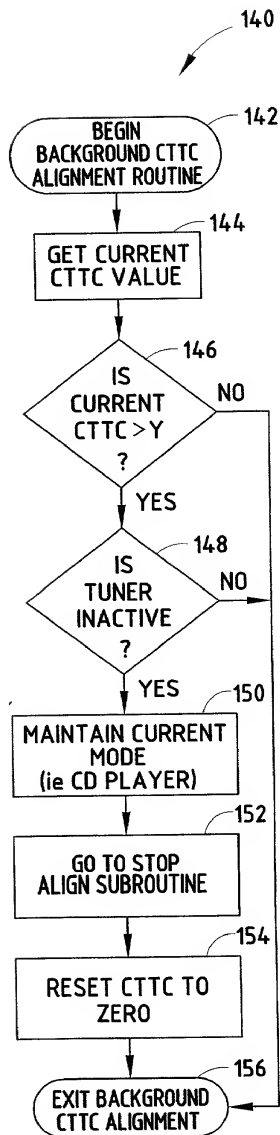 140
BEGIN
BACKGROUND CTTC
ALIGNMENT ROUTINE
142
144
GET CURRENT
CTTC VALUE
146
IS
CURRENT
CTTC > Y
?
NO
YES
148
IS
TUNER
INACTIVE
?
NO
YES
150
MAINTAIN CURRENT
MODE
(ie CD PLAYER)
152
GO TO STOP
ALIGN SUBROUTINE
154
RESET CTTC TO
ZERO
156
EXIT BACKGROUND
CTTC ALIGNMENT